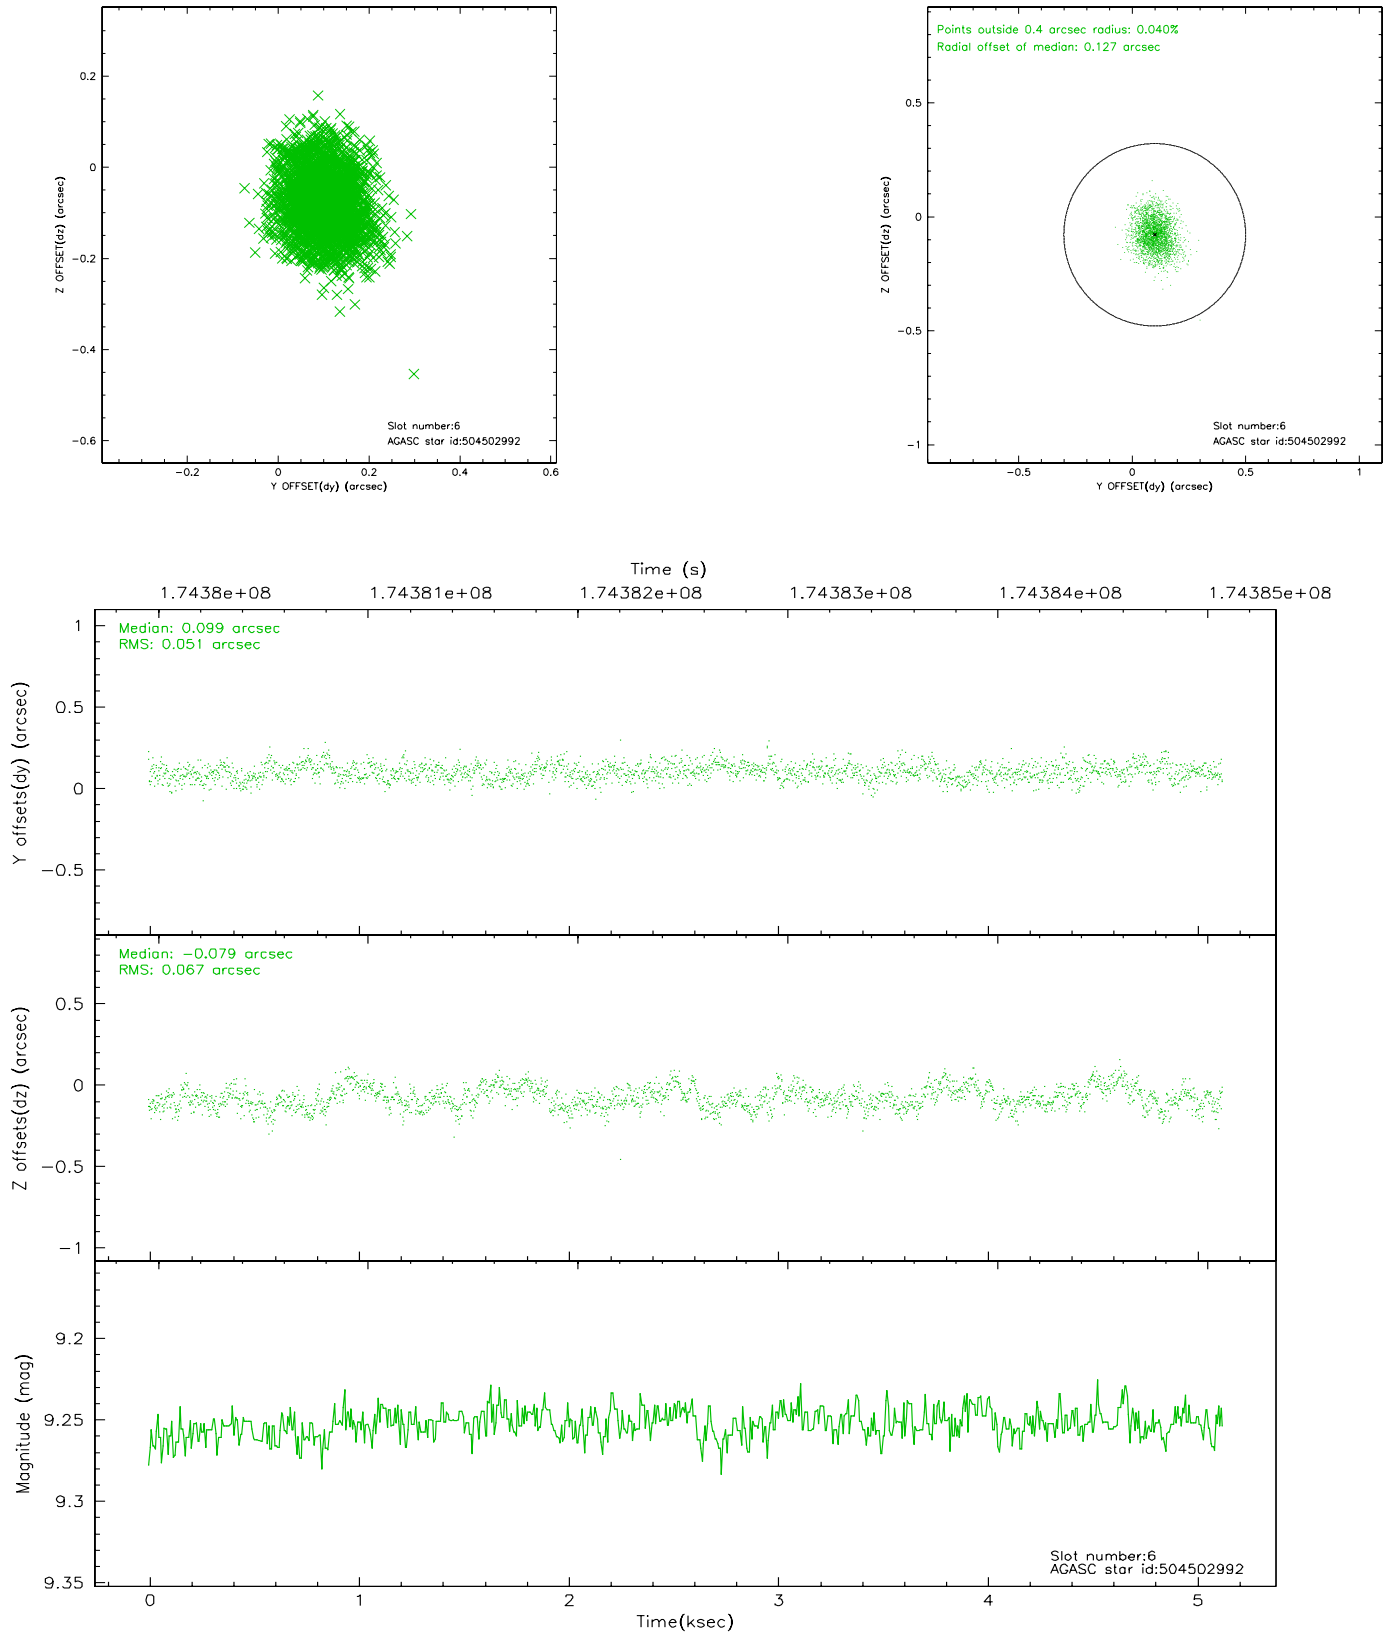 0.2
0
-0.2
-0.4
-0.6
Z OFFSET(dz) (arcsec)
Slot number:6
AGASC star id:504502992
-0.2 0 0.2 0.4 0.6
Y OFFSET(dy) (arcsec)
Points outside 0.4 arcsec radius: 0.040%
Radial offset of median: 0.127 arcsec
0.5
0
-0.5
-1
Z OFFSET(dz) (arcsec)
Slot number:6
AGASC star id:504502992
-0.5 0 0.5 1
Y OFFSET(dy) (arcsec)
Time (s)
1.7438e+08 1.74381e+08 1.74382e+08 1.74383e+08 1.74384e+08 1.74385e+08
Median: 0.099 arcsec
RMS: 0.051 arcsec
1
0.5
0
-0.5
Y offsets(dy) (arcsec)
Median: -0.079 arcsec
RMS: 0.067 arcsec
0.5
0
-0.5
-1
Z offsets(dz) (arcsec)
9.2
9.25
9.3
9.35
Magnitude (mag)
Slot number:6
AGASC star id:504502992
0 1 2 3 4 5
Time(ksec)